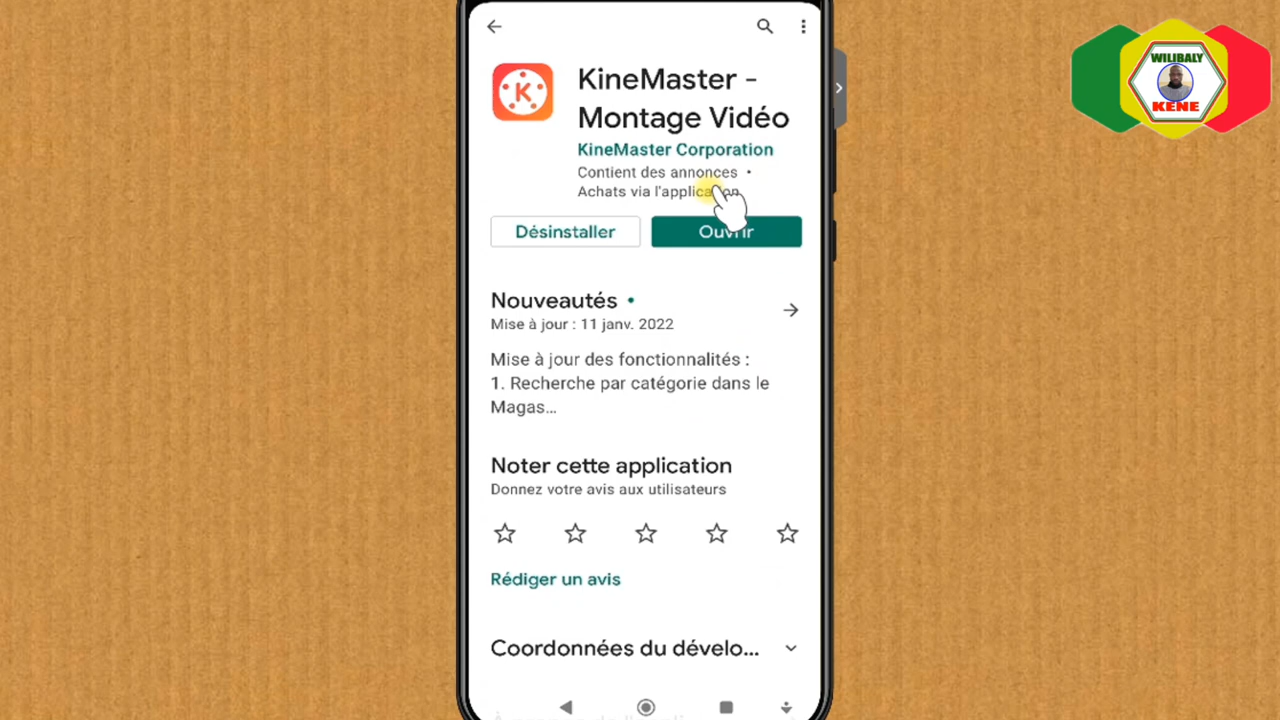 WILIBALY
KENE
KineMaster -
Montage Vidéo
KineMaster Corporation
Contient des annonces •
Achats via l'application
Désinstaller
Ouvrir
Nouveautés •
Mise à jour : 11 janv. 2022
Mise à jour des fonctionnalités :
1. Recherche par catégorie dans le
Magas...
Noter cette application
Donnez votre avis aux utilisateurs
Rédiger un avis
Coordonnées du dévelo...